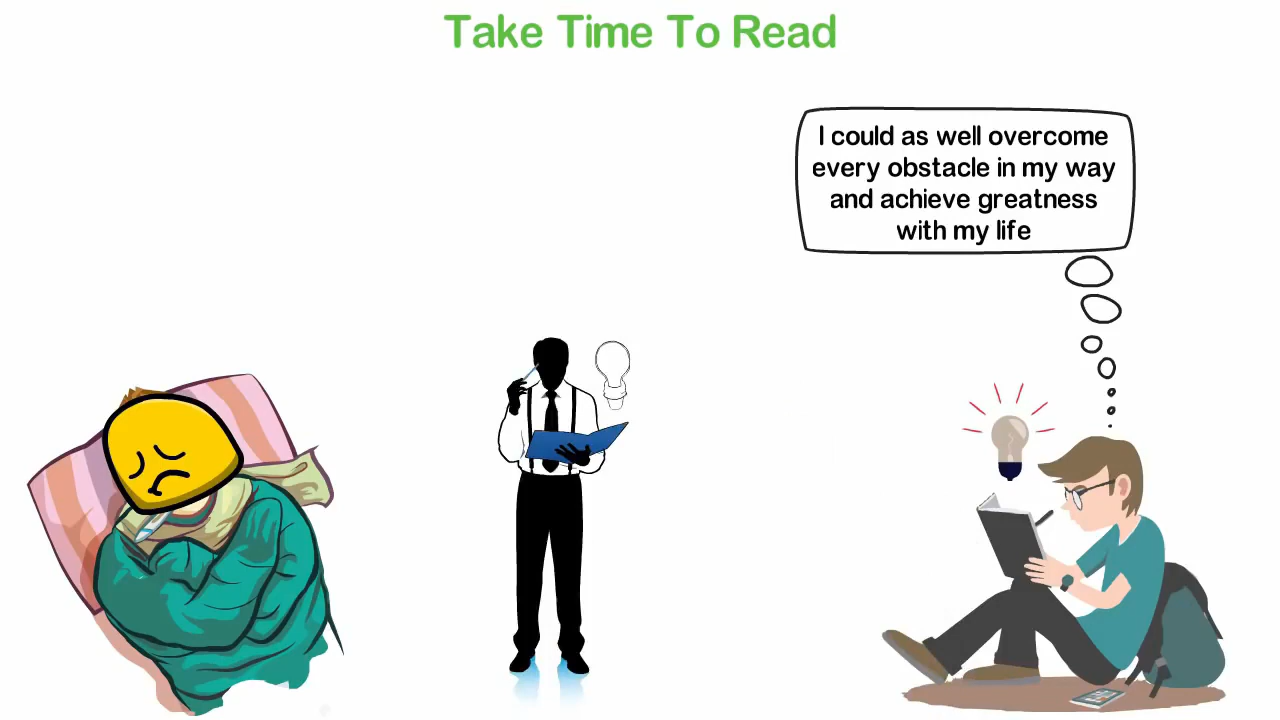 Take Time To Read
I could as well overcome
every obstacle in my way
and achieve greatness
with my life